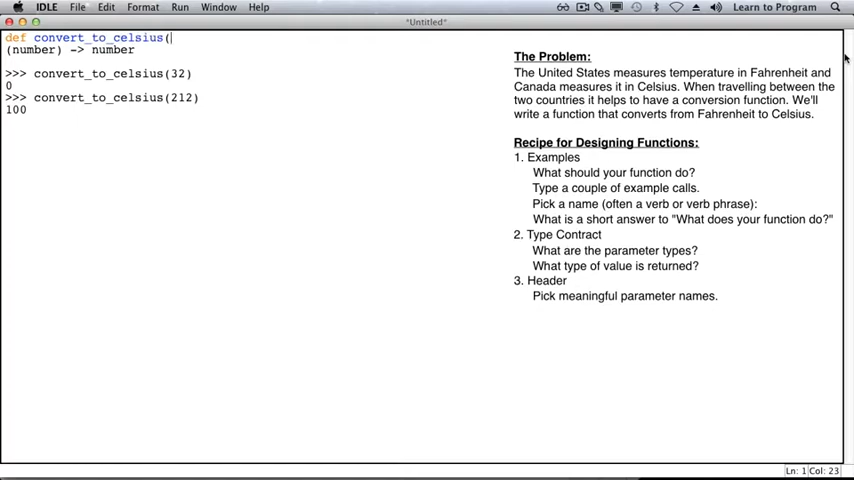 IDLE File Edit Format Run Window Help Learn to Program
*Untitled*
def convert_to_celsius(
(number) -> number
>>> convert_to_celsius(32)
0
>>> convert_to_celsius(212)
100
The Problem:
The United States measures temperature in Fahrenheit and
Canada measures it in Celsius. When travelling between the
two countries it helps to have a conversion function. We'll
write a function that converts from Fahrenheit to Celsius.
Recipe for Designing Functions:
1. Examples
What should your function do?
Type a couple of example calls.
Pick a name (often a verb or verb phrase):
What is a short answer to "What does your function do?"
2. Type Contract
What are the parameter types?
What type of value is returned?
3. Header
Pick meaningful parameter names.
Ln: 1 Col: 23